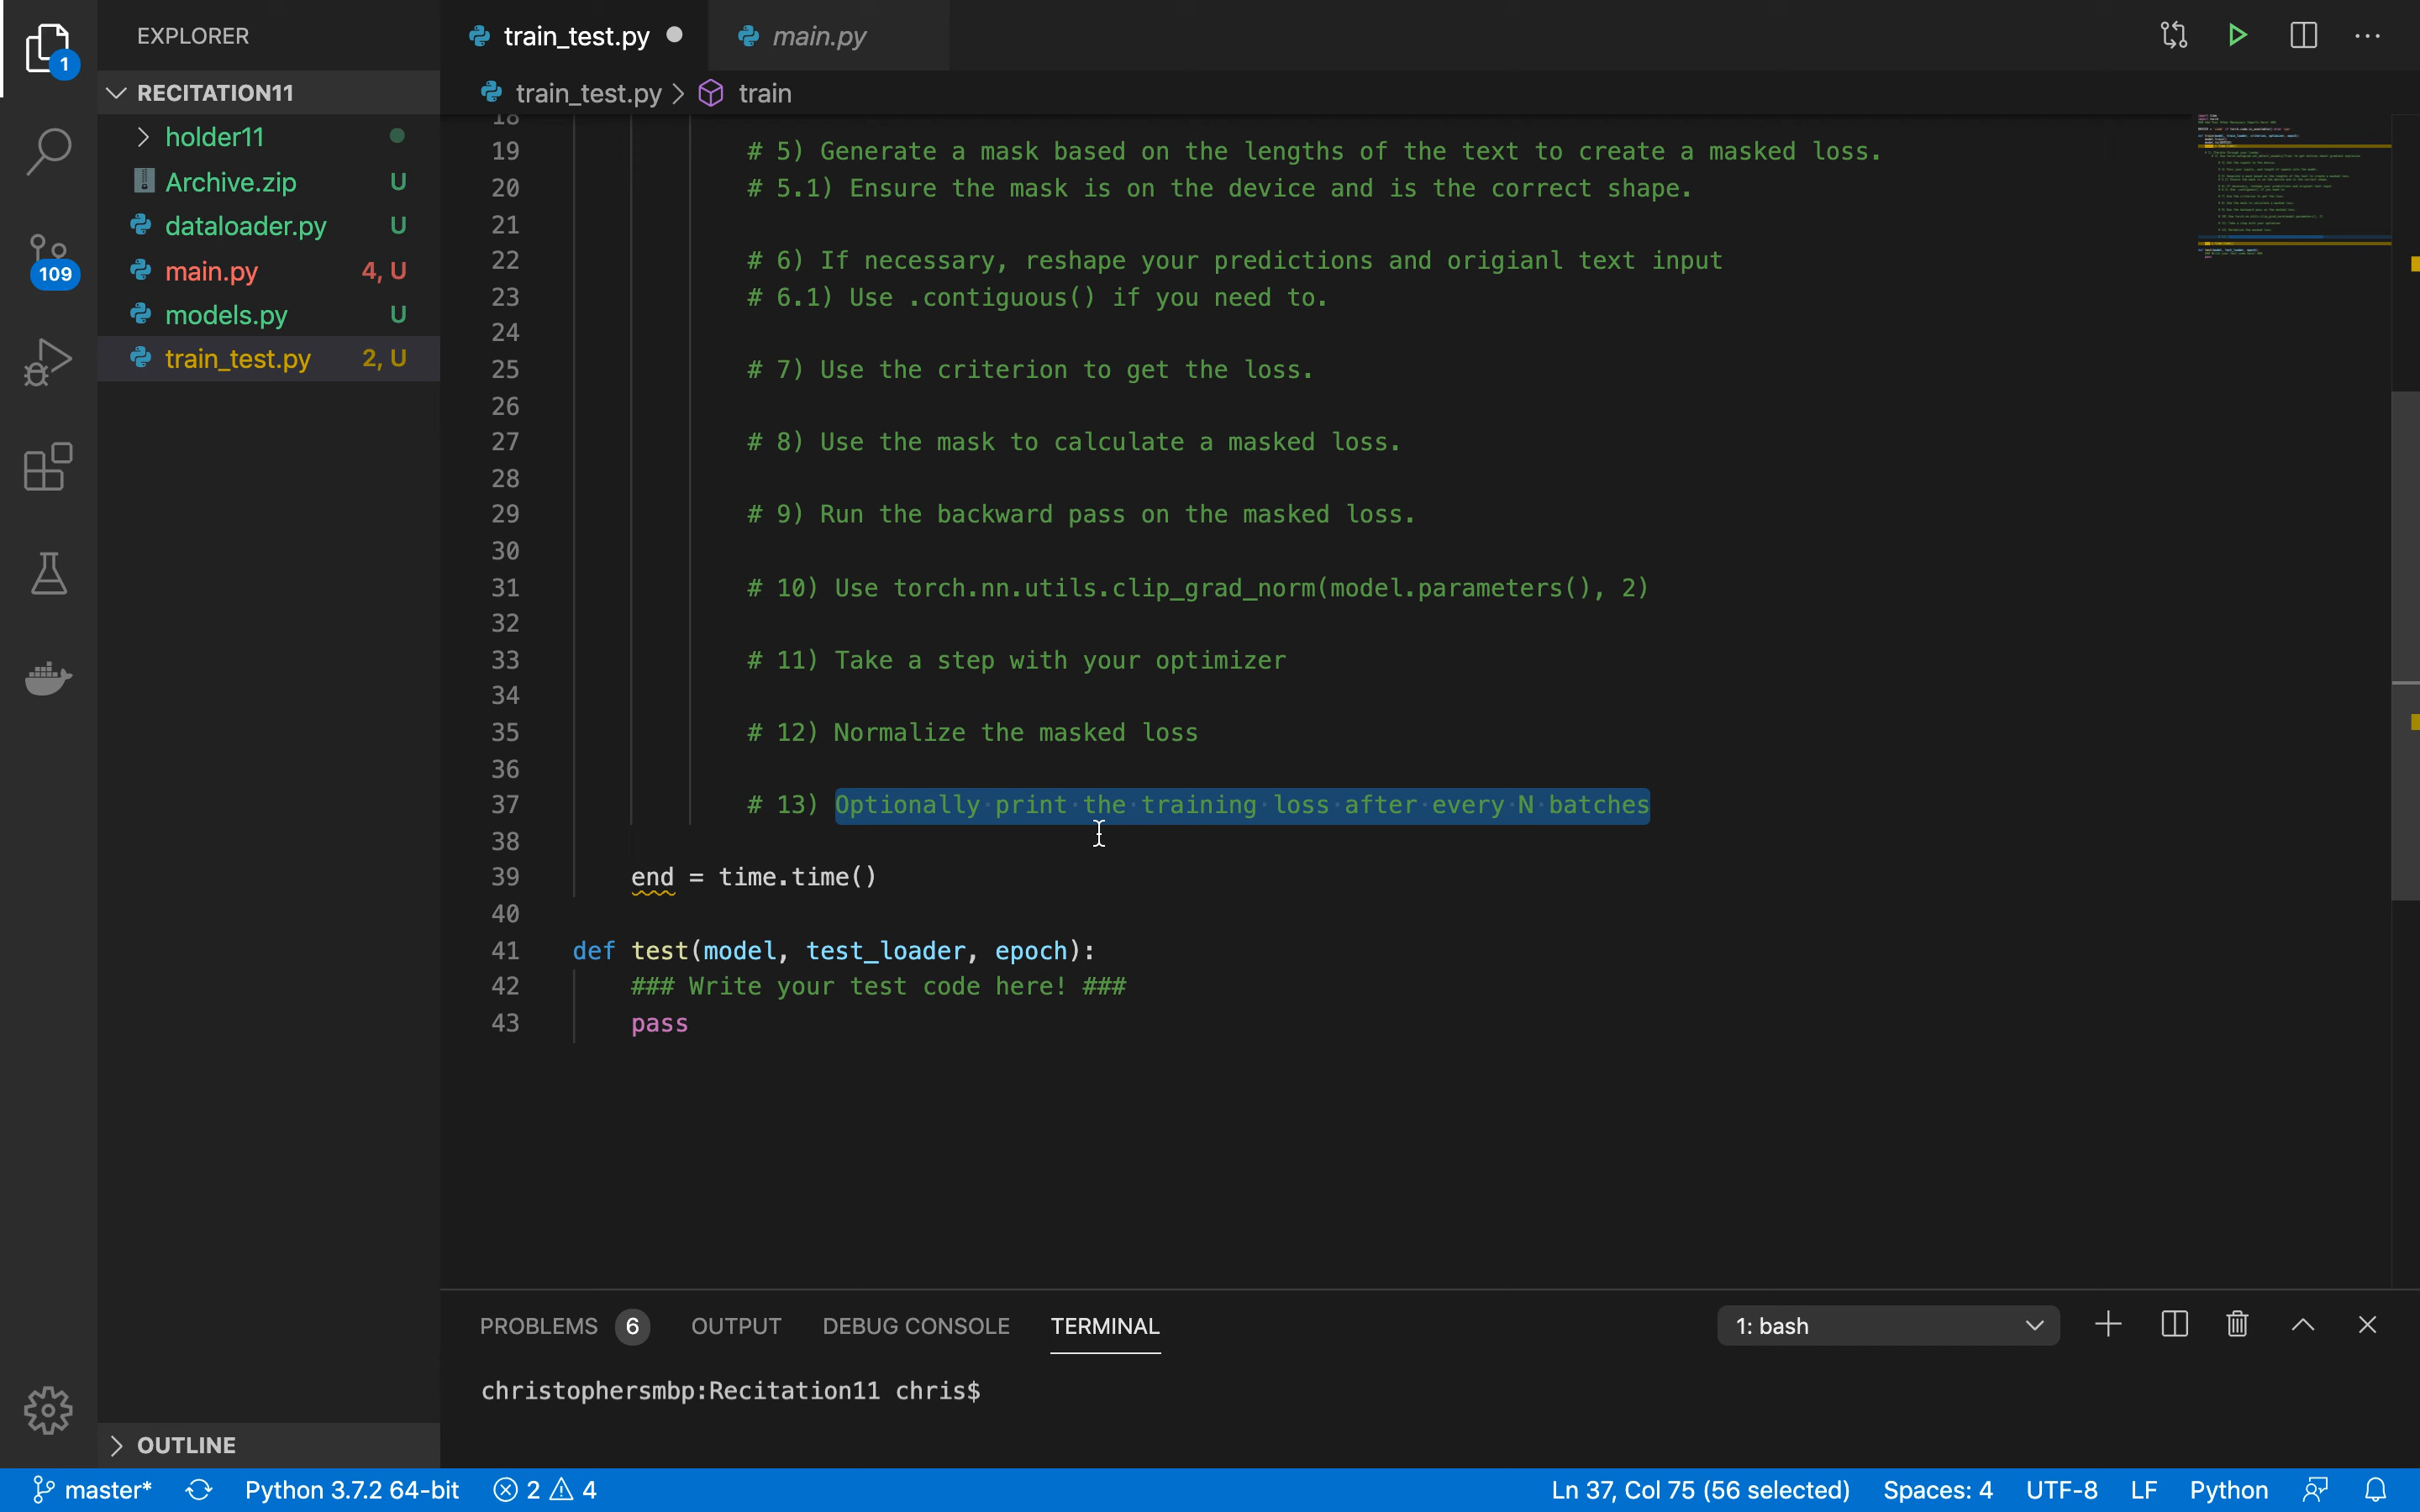 EXPLORER
train_test.py
main.py
1
RECITATION11
train_test.py
train
holder11
Archive.zip U
dataloader.py U
main.py 4, U
models.py U
train_test.py 2, U
109
18
19 # 5) Generate a mask based on the lengths of the text to create a masked loss.
20 # 5.1) Ensure the mask is on the device and is the correct shape.
21
22 # 6) If necessary, reshape your predictions and origianl text input
23 # 6.1) Use .contiguous() if you need to.
24
25 # 7) Use the criterion to get the loss.
26
27 # 8) Use the mask to calculate a masked loss.
28
29 # 9) Run the backward pass on the masked loss.
30
31 # 10) Use torch.nn.utils.clip_grad_norm(model.parameters(), 2)
32
33 # 11) Take a step with your optimizer
34
35 # 12) Normalize the masked loss
36
37 # 13) Optionally print the training loss after every N batches
38
39 end = time.time()
40
41 def test(model, test_loader, epoch):
42 ### Write your test code here! ###
43 pass
PROBLEMS 6 OUTPUT DEBUG CONSOLE TERMINAL 1: bash
christophersmbp:Recitation11 chris$
OUTLINE
master* Python 3.7.2 64-bit 2 4 Ln 37, Col 75 (56 selected) Spaces: 4 UTF-8 LF Python